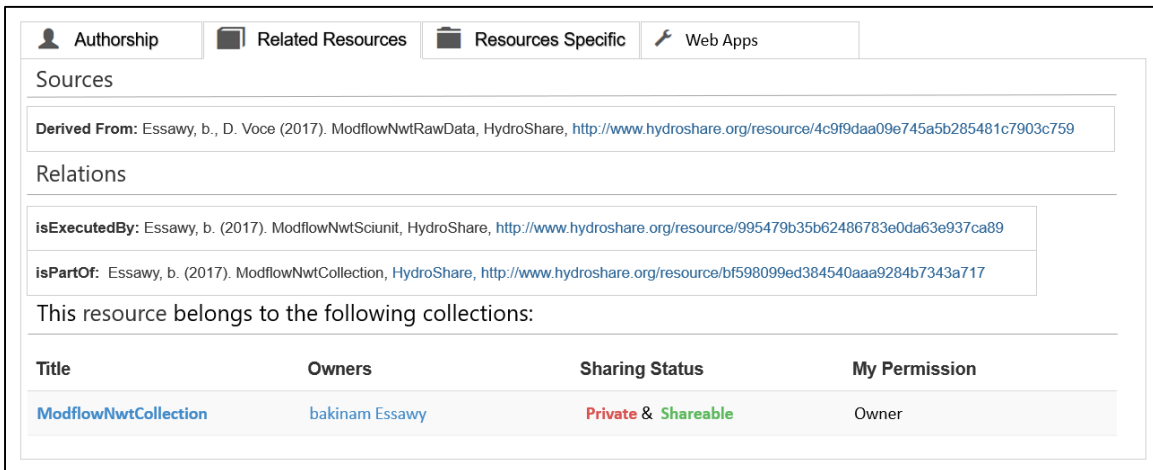 Authorship Related Resources Resources Specific Web Apps
Sources
Derived From: Essawy, b., D. Voce (2017). ModflowNwtRawData, HydroShare, http://www.hydroshare.org/resource/4c9f9daa09e745a5b285481c7903c759
Relations
isExecutedBy: Essawy, b. (2017). ModflowNwtSciunit, HydroShare, http://www.hydroshare.org/resource/995479b35b62486783e0da63e937ca89
isPartOf: Essawy, b. (2017). ModflowNwtCollection, HydroShare, http://www.hydroshare.org/resource/bf598099ed384540aaa9284b7343a717
This resource belongs to the following collections:
Title Owners Sharing Status My Permission
ModflowNwtCollection bakinam Essawy Private & Shareable Owner